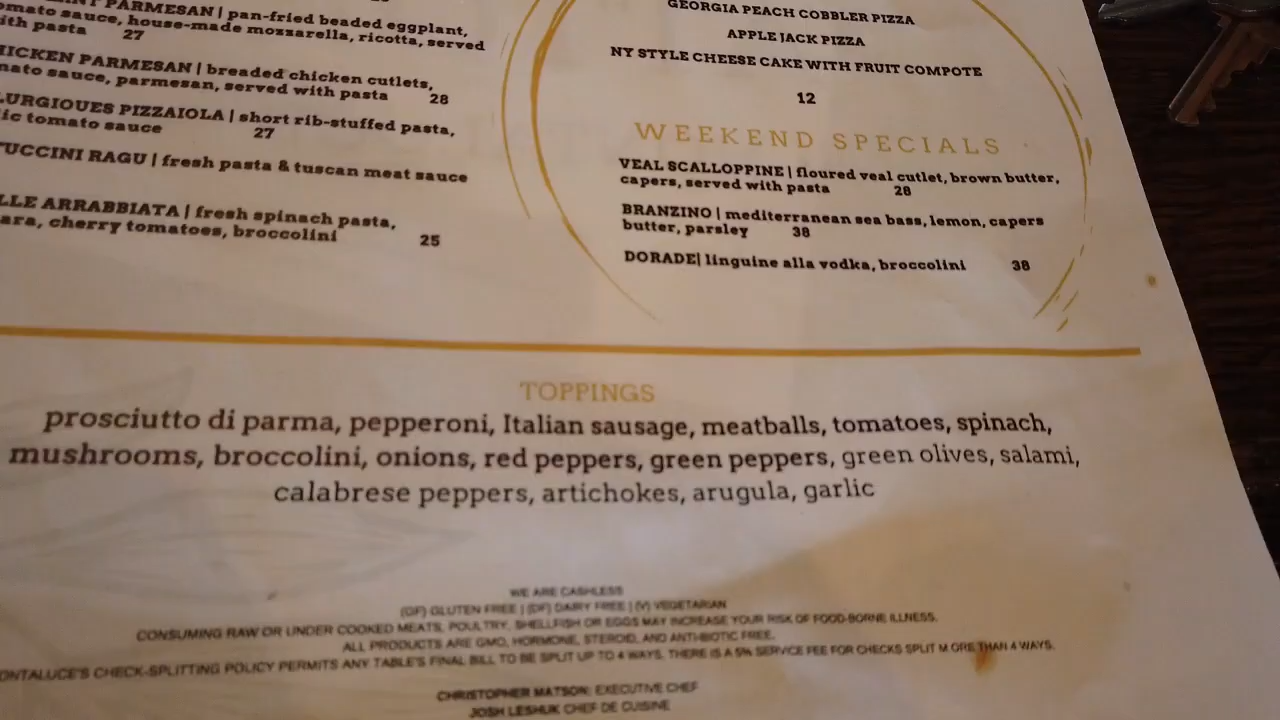 PARMESAN | pan-fried beaded eggplant,
omato sauce, house-made mozzarella, ricotta, served
ith pasta 27
HICKEN PARMESAN | breaded chicken cutlets,
mato sauce, parmesan, served with pasta 28
LURGIOUES PIZZAIOLA | short rib-stuffed pasta,
lic tomato sauce 27
TUCCINI RAGU | fresh pasta & tuscan meat sauce
LLE ARRABBIATA | fresh spinach pasta,
ara, cherry tomatoes, broccolini 25
GEORGIA PEACH COBBLER PIZZA
APPLE JACK PIZZA
NY STYLE CHEESE CAKE WITH FRUIT COMPOTE
12
WEEKEND SPECIALS
VEAL SCALLOPPINE | floured veal cutlet, brown butter,
capers, served with pasta 28
BRANZINO | mediterranean sea bass, lemon, capers
butter, parsley 38
DORADE| linguine alla vodka, broccolini 38
TOPPINGS
prosciutto di parma, pepperoni, Italian sausage, meatballs, tomatoes, spinach,
mushrooms, broccolini, onions, red peppers, green peppers, green olives, salami,
calabrese peppers, artichokes, arugula, garlic
WE ARE CASHLESS
(GF) GLUTEN FREE | (DF) DAIRY FREE | (V) VEGETARIAN
CONSUMING RAW OR UNDER COOKED MEATS, POULTRY, SHELLFISH OR EGGS MAY INCREASE YOUR RISK OF FOOD-BORNE ILLNESS.
ALL PRODUCTS ARE GMO, HORMONE, STEROID, AND ANTI-BIOTIC FREE.
ONTALUCE'S CHECK-SPLITTING POLICY PERMITS ANY TABLE'S FINAL BILL TO BE SPLIT UP TO 4 WAYS. THERE IS A 5% SERVICE FEE FOR CHECKS SPLIT MORE THAN 4 WAYS.
CHRISTOPHER MATSON: EXECUTIVE CHEF
JOSH LESHUK CHEF DE CUISINE